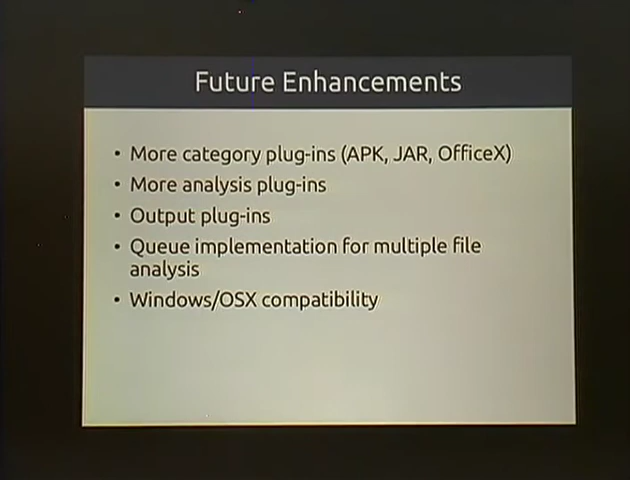 Future Enhancements
• More category plug-ins (APK, JAR, OfficeX)
• More analysis plug-ins
• Output plug-ins
• Queue implementation for multiple file
analysis
• Windows/OSX compatibility